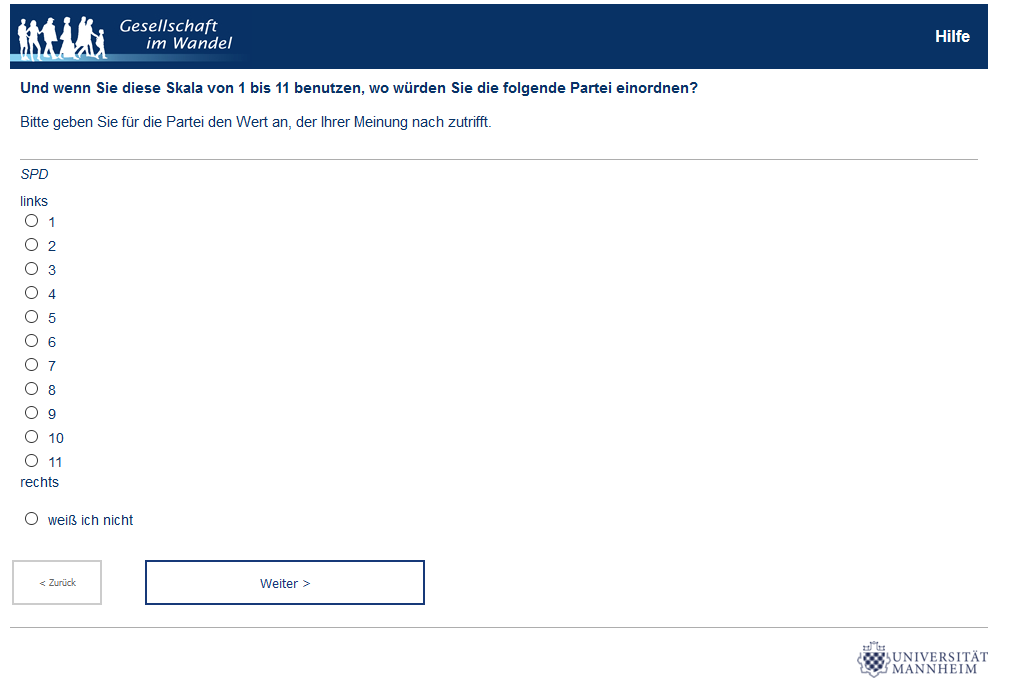 Gesellschaft
im Wandel
Hilfe
Und wenn Sie diese Skala von 1 bis 11 benutzen, wo würden Sie die folgende Partei einordnen?
Bitte geben Sie für die Partei den Wert an, der Ihrer Meinung nach zutrifft.
SPD
links
1
2
3
4
5
6
7
8
9
10
11
rechts
weiß ich nicht
< Zurück
Weiter >
UNIVERSITÄT
MANNHEIM